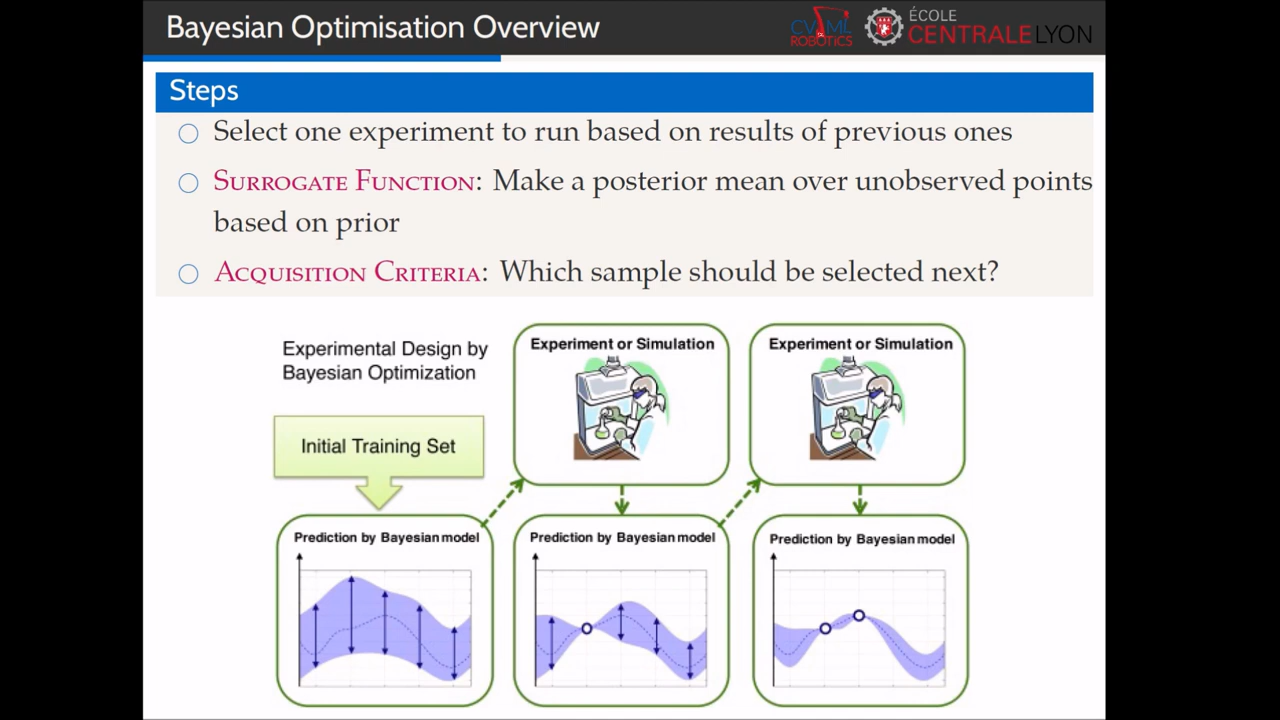 Bayesian Optimisation Overview
CVML
ROBOTICS
ÉCOLE
CENTRALELYON
Steps
Select one experiment to run based on results of previous ones
Surrogate Function: Make a posterior mean over unobserved points
based on prior
Acquisition Criteria: Which sample should be selected next?
Experimental Design by
Bayesian Optimization
Initial Training Set
Experiment or Simulation
Experiment or Simulation
Prediction by Bayesian model
Prediction by Bayesian model
Prediction by Bayesian model